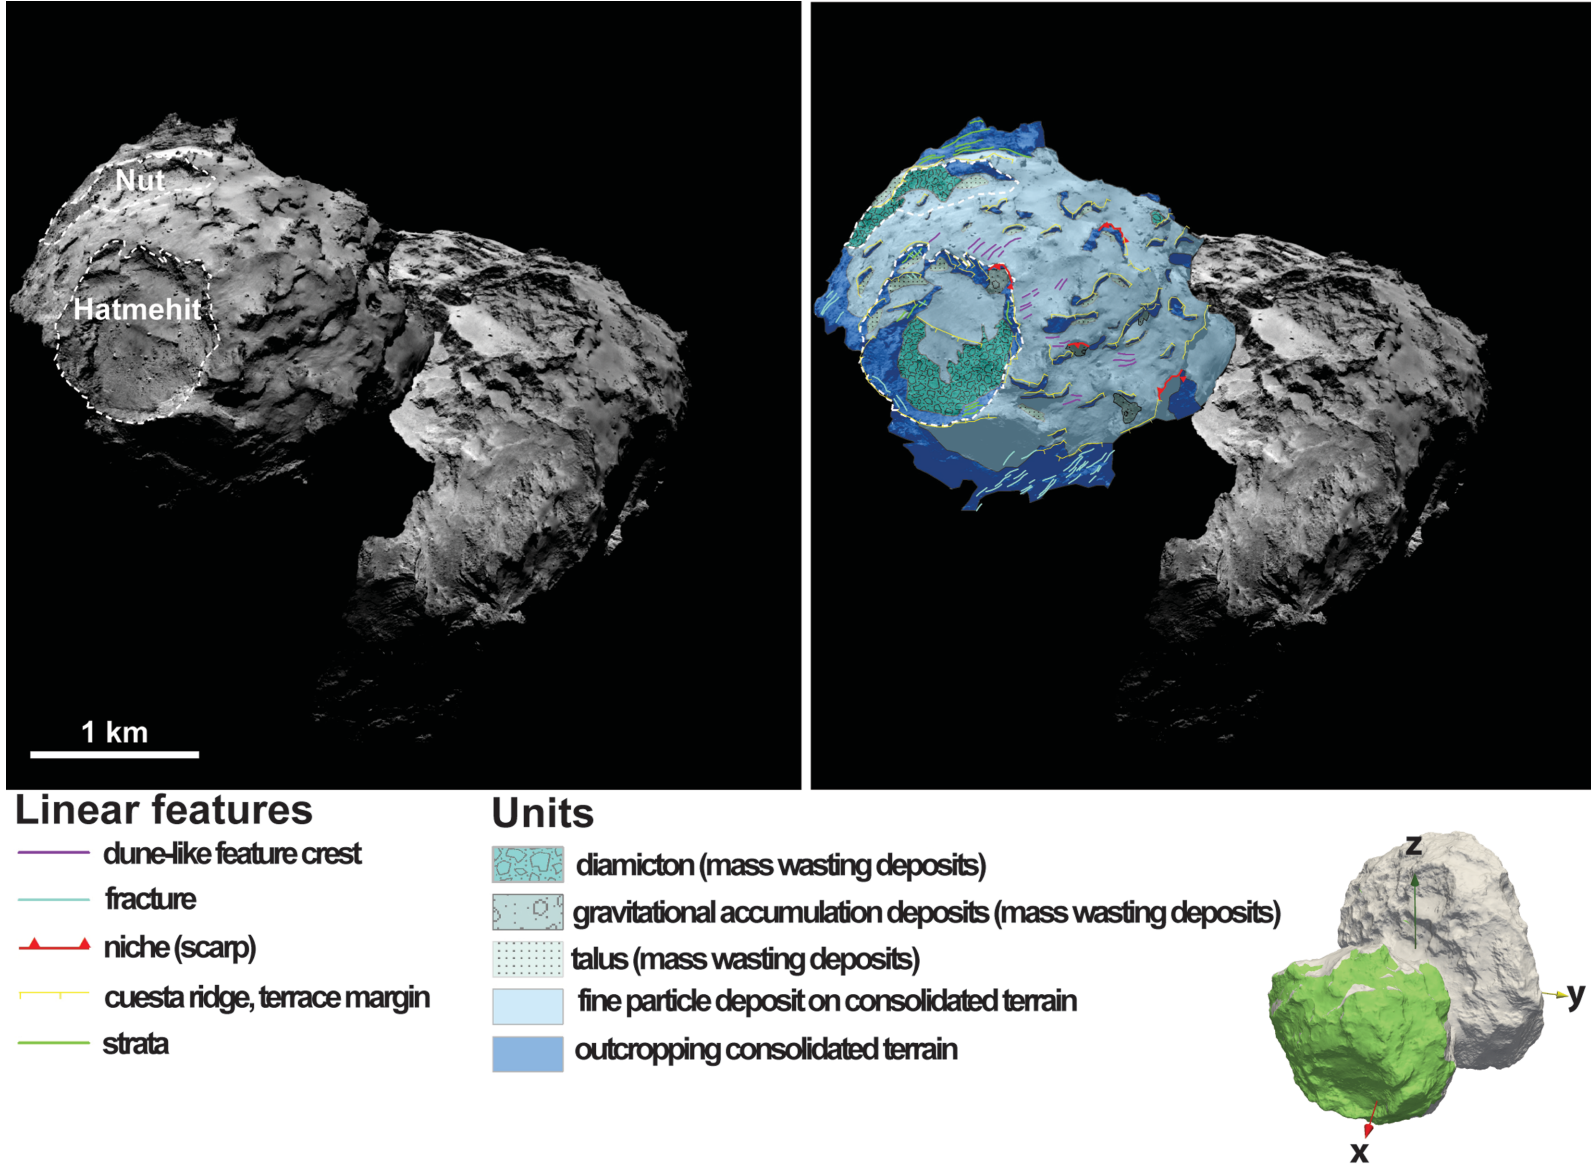 Nut
Hatmehit
1 km
Linear features
dune-like feature crest
fracture
niche (scarp)
cuesta ridge, terrace margin
strata
Units
diamicton (mass wasting deposits)
gravitational accumulation deposits (mass wasting deposits)
talus (mass wasting deposits)
fine particle deposit on consolidated terrain
outcropping consolidated terrain
z
y
x